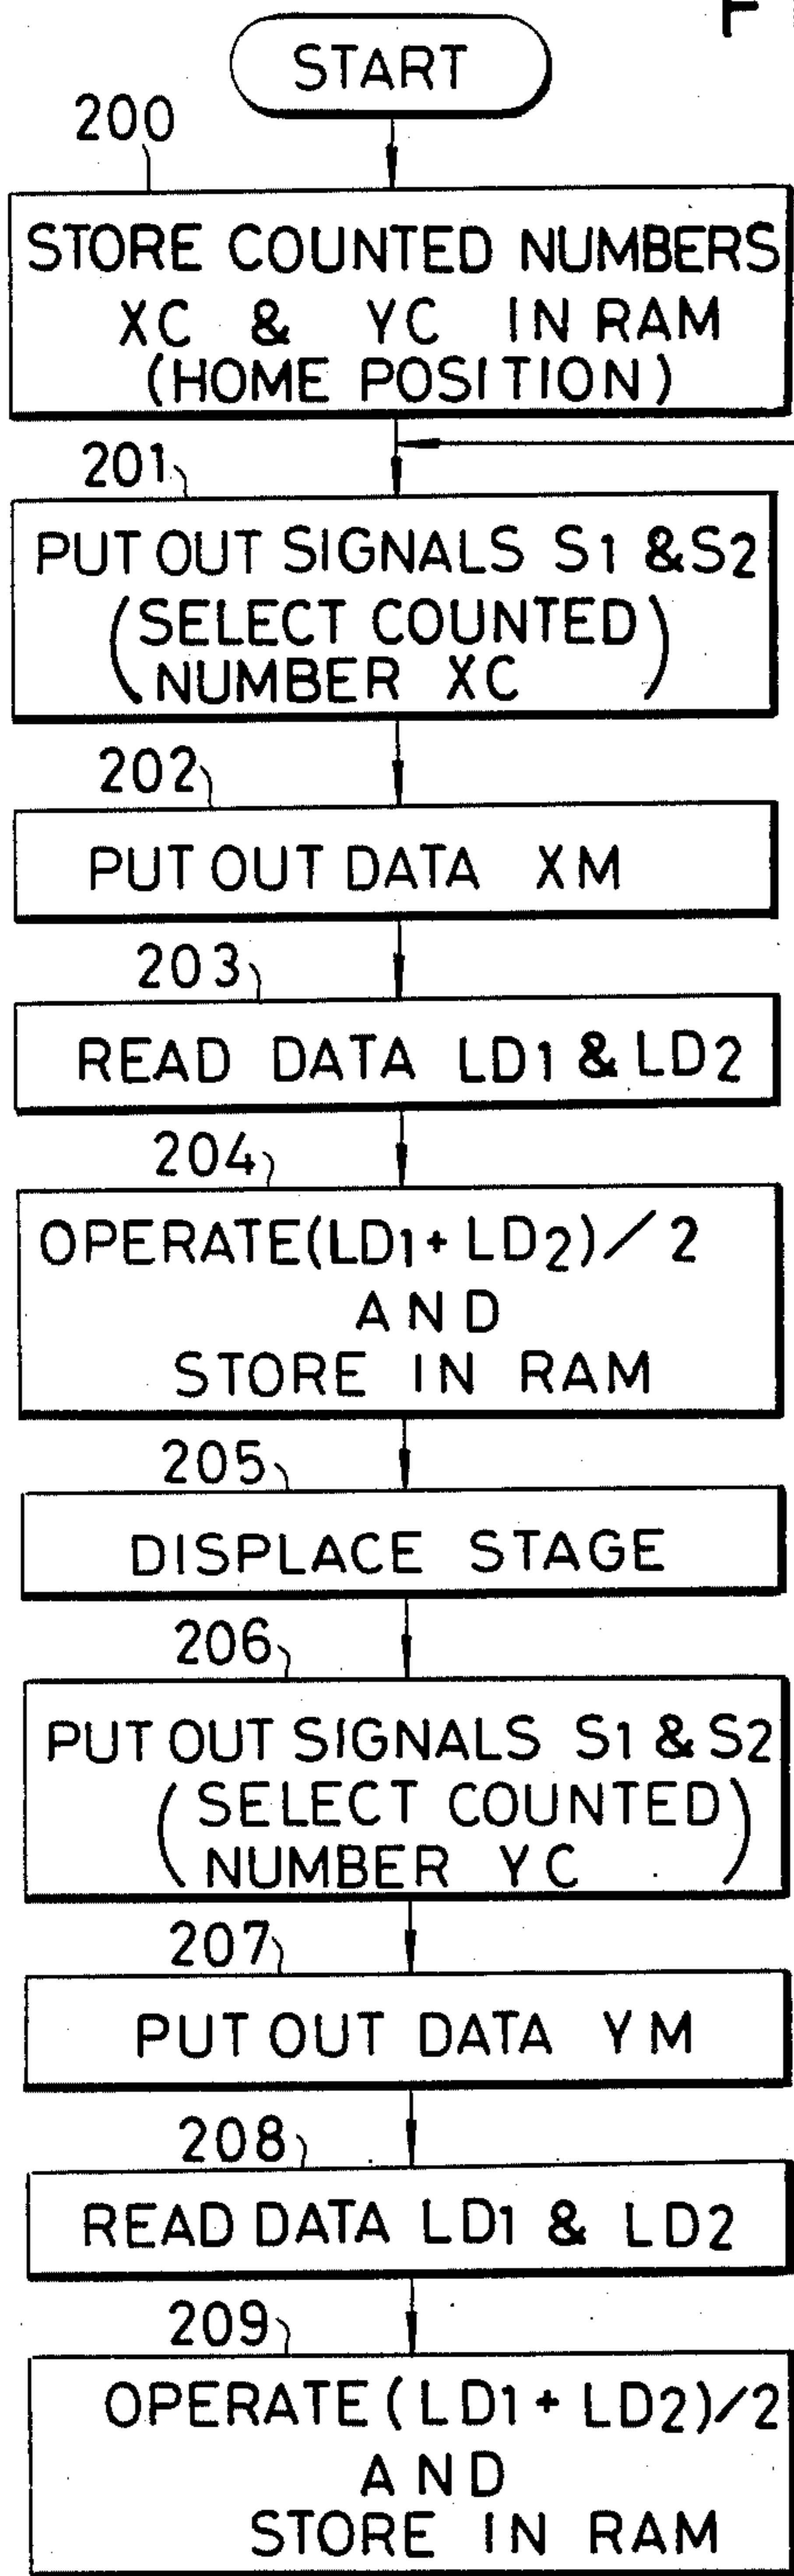 START
200
STORE COUNTED NUMBERS
XC & YC IN RAM
(HOME POSITION)
201
PUT OUT SIGNALS S1 & S2
(SELECT COUNTED
NUMBER XC)
202
PUT OUT DATA XM
203
READ DATA LD1 & LD2
204
OPERATE(LD1+ LD2)/2
AND
STORE IN RAM
205
DISPLACE STAGE
206
PUT OUT SIGNALS S1 & S2
(SELECT COUNTED
NUMBER YC)
207
PUT OUT DATA YM
208
READ DATA LD1 & LD2
209
OPERATE (LD1 + LD2)/2
AND
STORE IN RAM